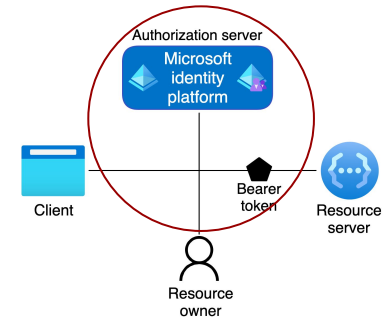 Authorization server
Microsoft
identity
platform
Bearer
token
Client
Resource
server
Resource
owner